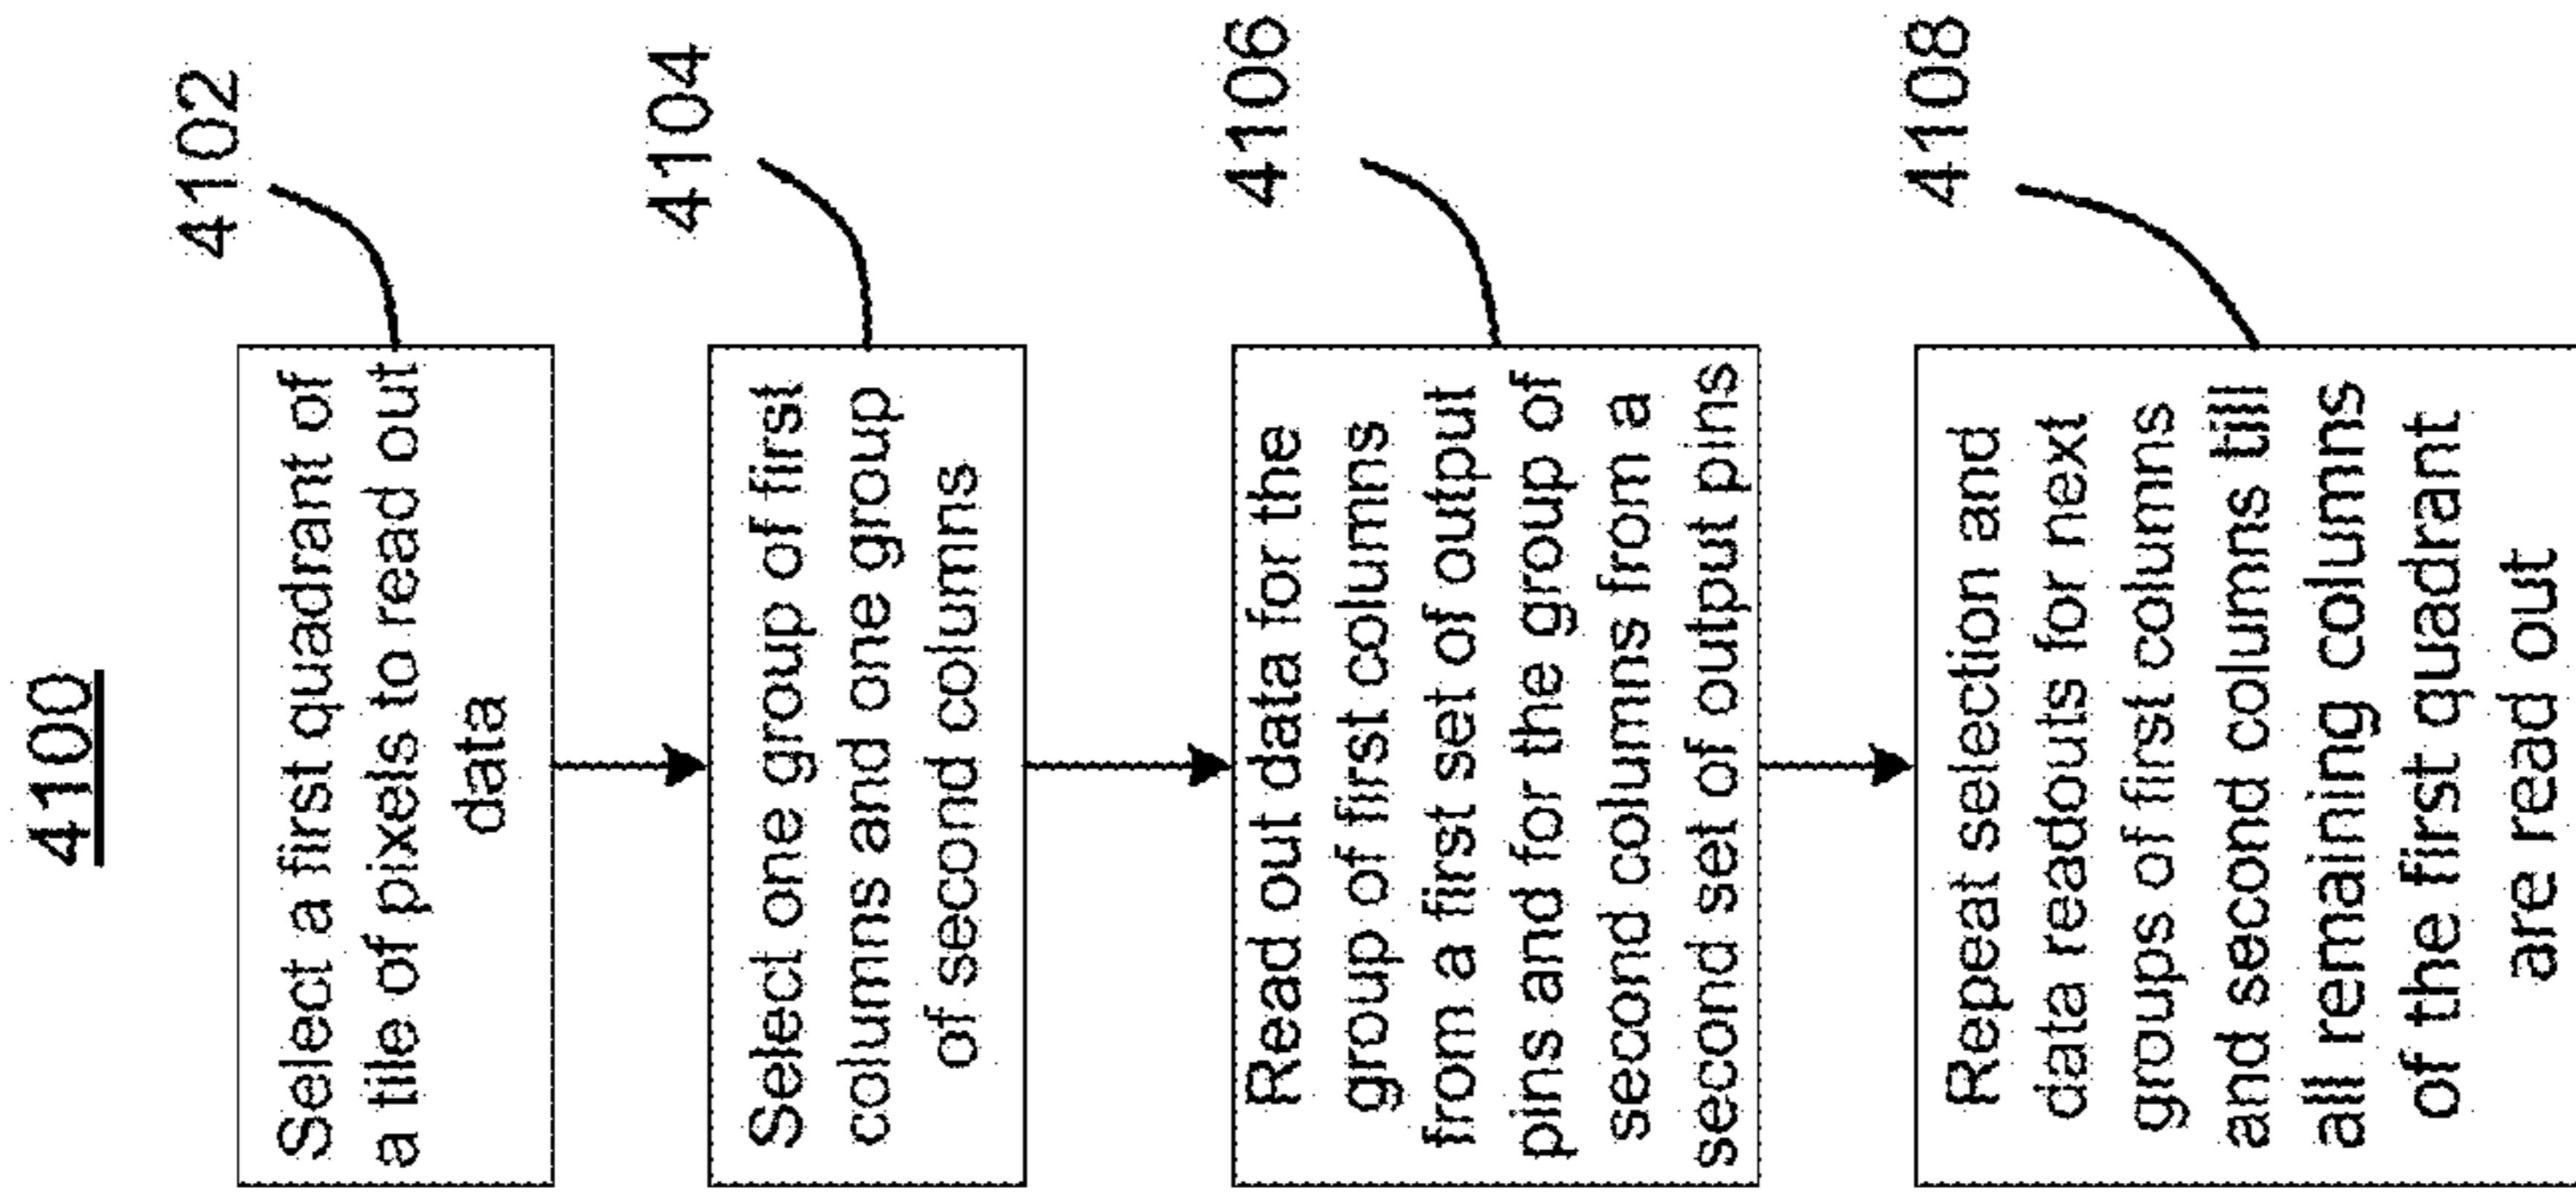 4100
Select a first quadrant of
a tile of pixels to read out
data
4102
Select one group of first
columns and one group
of second columns
4104
Read out data for the
group of first columns
from a first set of output
pins and for the group of
second columns from a
second set of output pins
4106
Repeat selection and
data readouts for next
groups of first columns
and second columns till
all remaining columns
of the first quadrant
are read out
4108